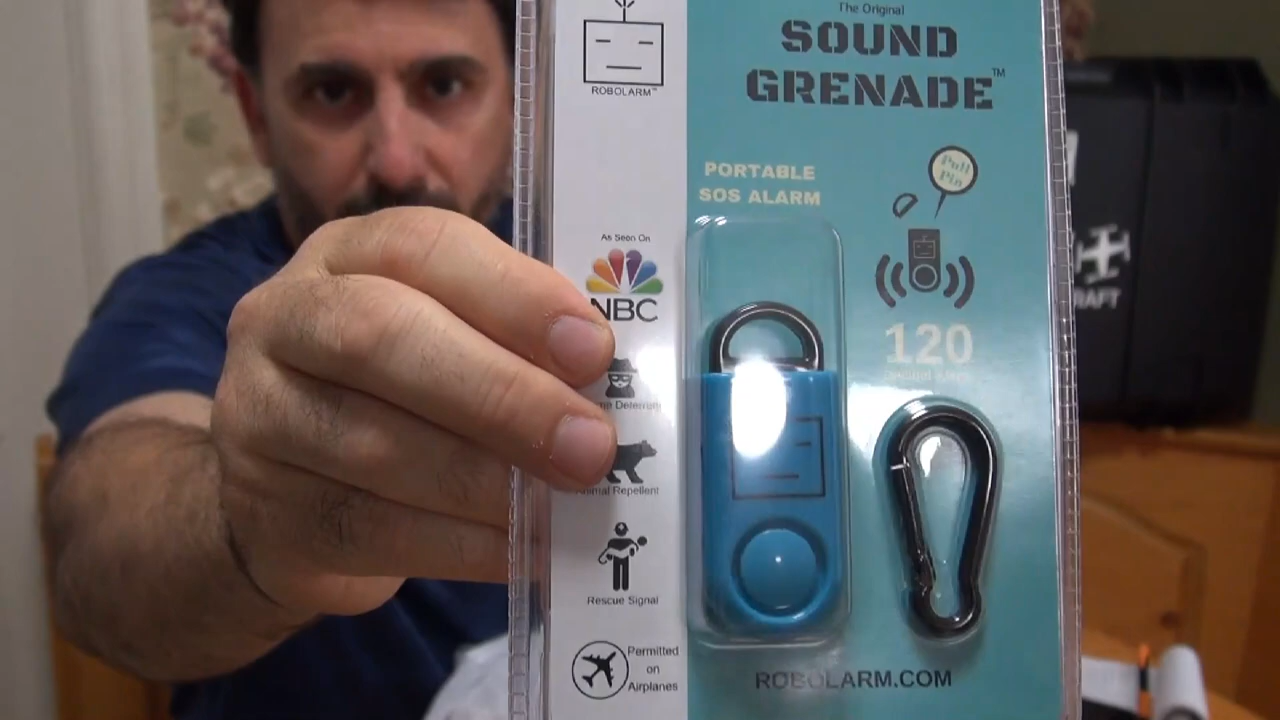 ROBOLARM™
The Original
SOUND
GRENADE™
PORTABLE
SOS ALARM
Pull
Pin
As Seen On
NBC
120
Deterrent
Animal Repellent
Rescue Signal
Permitted
on
Airplanes
ROBOLARM.COM
RAFT